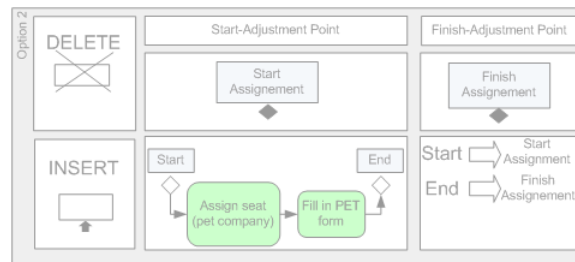 Option 2
DELETE
Start-Adjustment Point
Finish-Adjustment Point
Start
Assignement
Finish
Assignement
INSERT
Start
End
Assign seat
(pet company)
Fill in PET
form
Start
Start
Assignment
End
Finish
Assignement